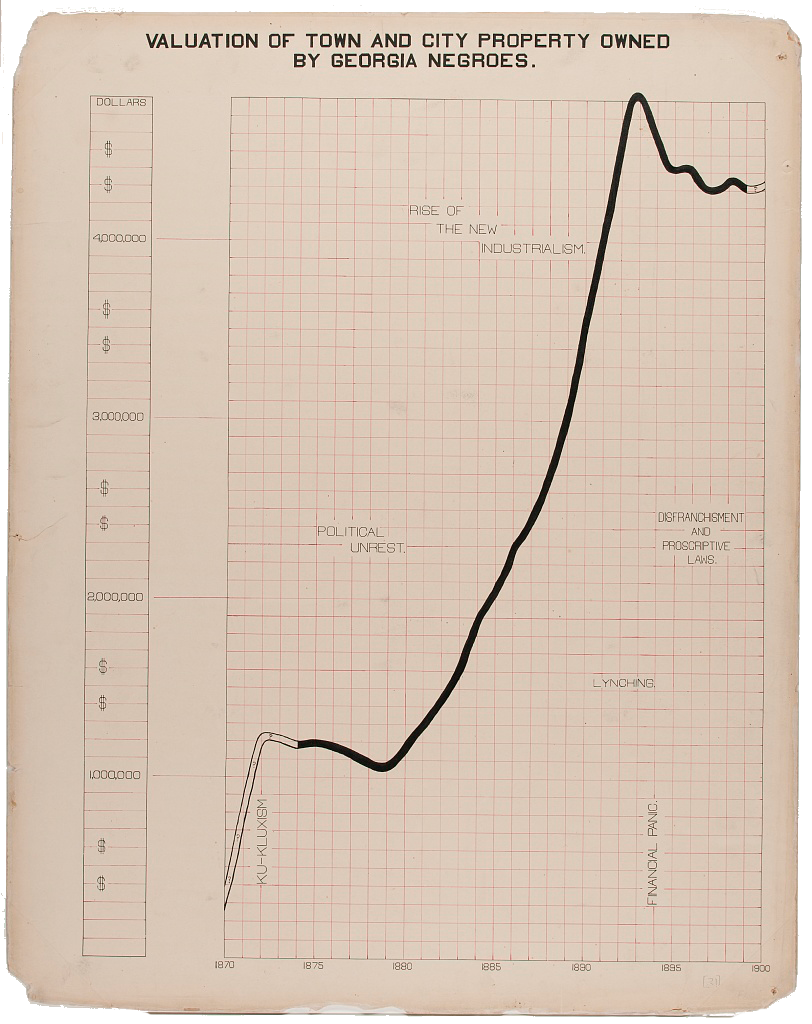 VALUATION OF TOWN AND CITY PROPERTY OWNED
BY GEORGIA NEGROES.
DOLLARS
$
$
4,000,000
$
$
3,000,000
$
$
2,000,000
$
$
1,000,000
$
$
RISE OF
THE NEW
INDUSTRIALISM.
POLITICAL
UNREST.
DISFRANCHISMENT
AND
PROSCRIPTIVE
LAWS.
LYNCHING.
KU-KLUXISM
FINANCIAL PANIC.
1870 1875 1880 1885 1890 1895 1900
[31]